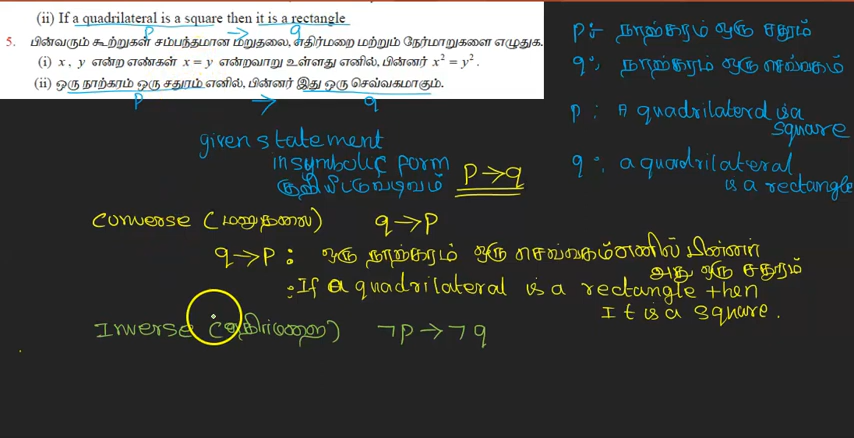 (ii) If a quadrilateral is a square then it is a rectangle
p → q
5. பின்வரும் கூற்றுகள் சம்பந்தமான மறுதலை, எதிர்மறை மற்றும் நேர்மாறுகளை எழுதுக.
(i) x, y என்ற எண்கள் x = y என்றவாறு உள்ளது எனில், பின்னர் x² = y².
(ii) ஒரு நாற்கரம் ஒரு சதுரம் எனில், பின்னர் இது ஒரு செவ்வகமாகும்.
p → q
p :- நாற்கரம் ஒரு சதுரம்
q : நாற்கரம் ஒரு செவ்வகம்
p : A quadrilateral is a
square
q : a quadrilateral
is a rectangle
given statement
in symbolic form
குறியீட்டு வடிவம் p → q
Converse (மறுதலை) q → p
q → p : ஒரு நாற்கரம் ஒரு செவ்வகம் எனில் பின்னர்
அது ஒரு சதுரம்
: If a quadrilateral is a rectangle then
It is a square.
Inverse (எதிர்மறை) ¬p → ¬q